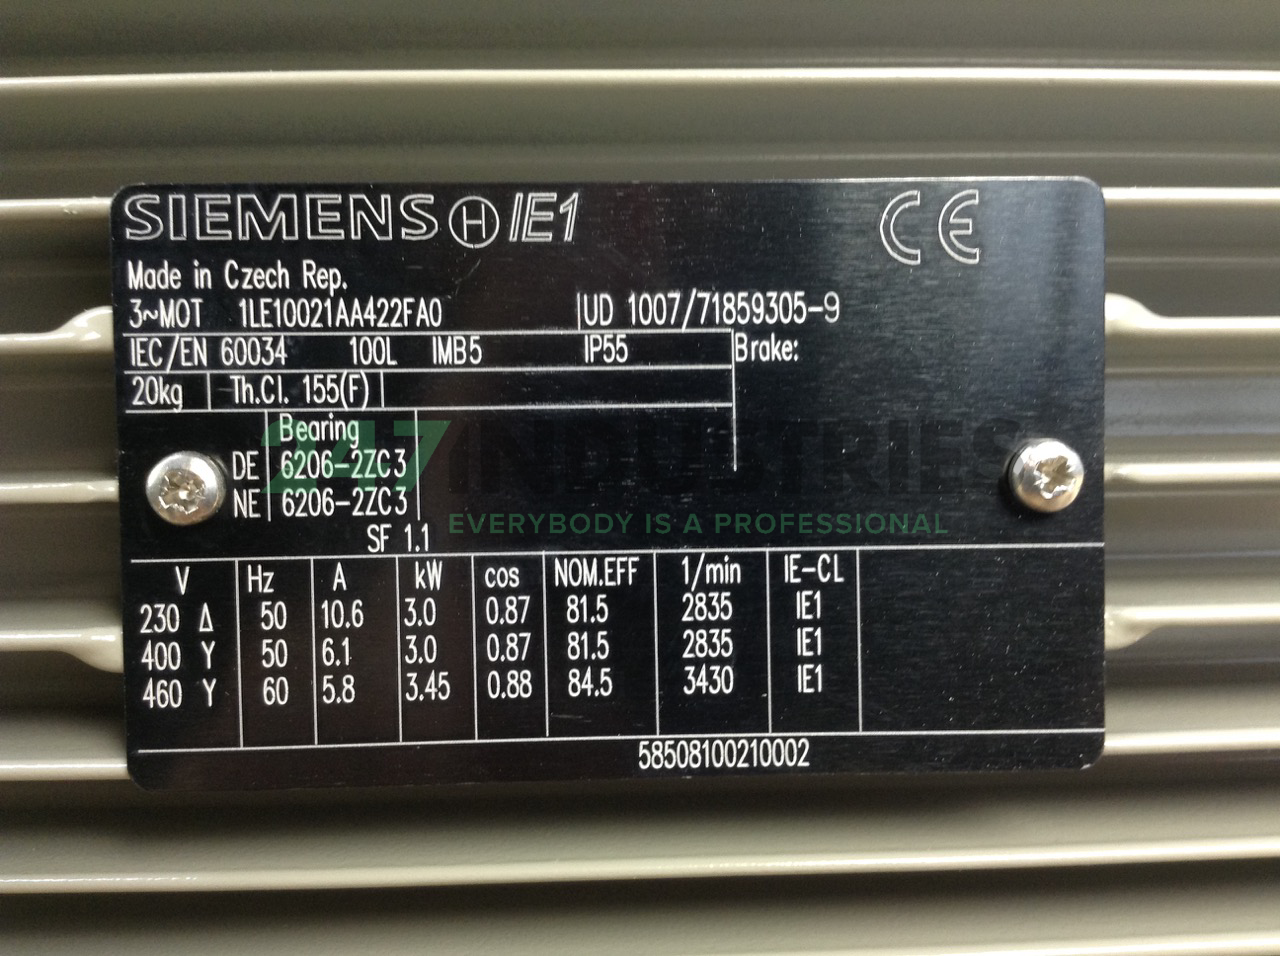 SIEMENS H IE1 CE
Made in Czech Rep.
3~MOT 1LE10021AA422FA0 UD 1007/71859305-9
IEC/EN 60034 100L IMB5 IP55 Brake:
20kg Th.Cl. 155(F)
Bearing
DE 6206-2ZC3
NE 6206-2ZC3
247INDUSTRIES
EVERYBODY IS A PROFESSIONAL
SF 1.1
V Hz A kW cos NOM.EFF 1/min IE-CL
230 Δ 50 10.6 3.0 0.87 81.5 2835 IE1
400 Y 50 6.1 3.0 0.87 81.5 2835 IE1
460 Y 60 5.8 3.45 0.88 84.5 3430 IE1
58508100210002